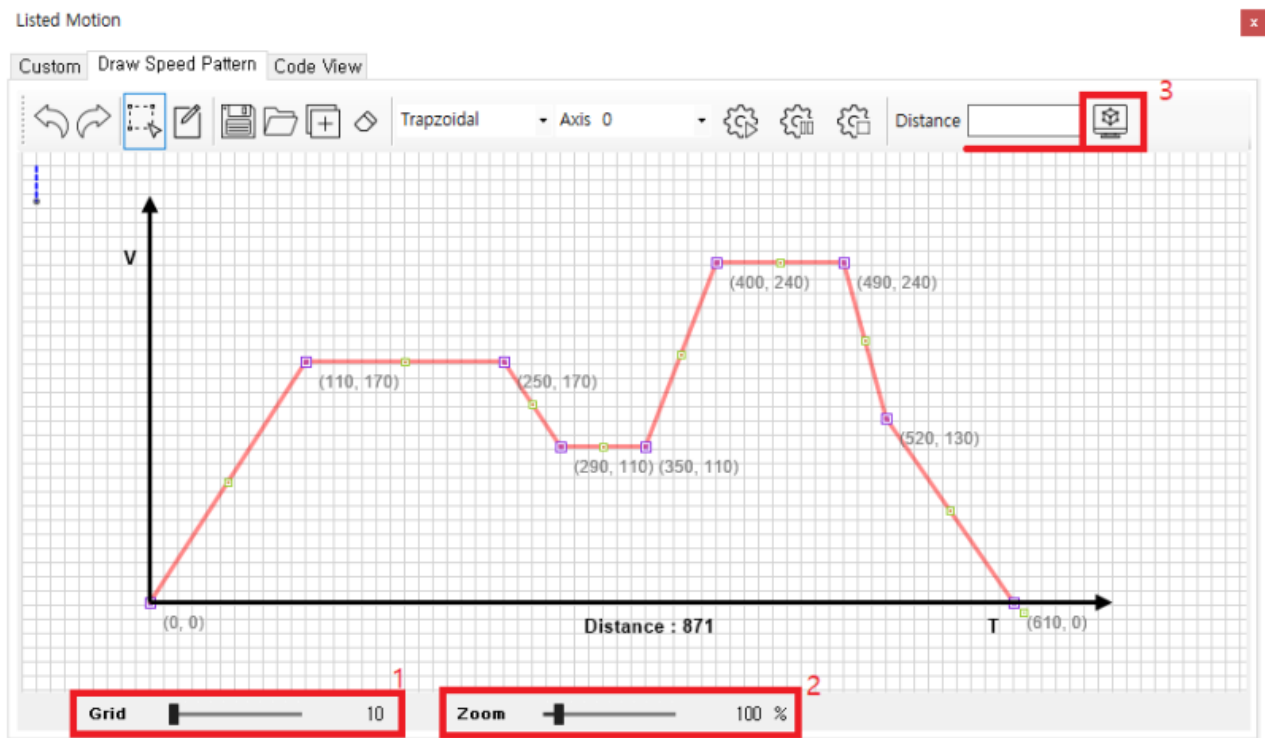 Listed Motion
x
Custom Draw Speed Pattern Code View
3
Trapzoidal Axis 0 Distance
V
(400, 240) (490, 240)
(110, 170) (250, 170)
(520, 130)
(290, 110) (350, 110)
(0, 0) Distance : 871 T (610, 0)
1
2
Grid 10 Zoom 100 %